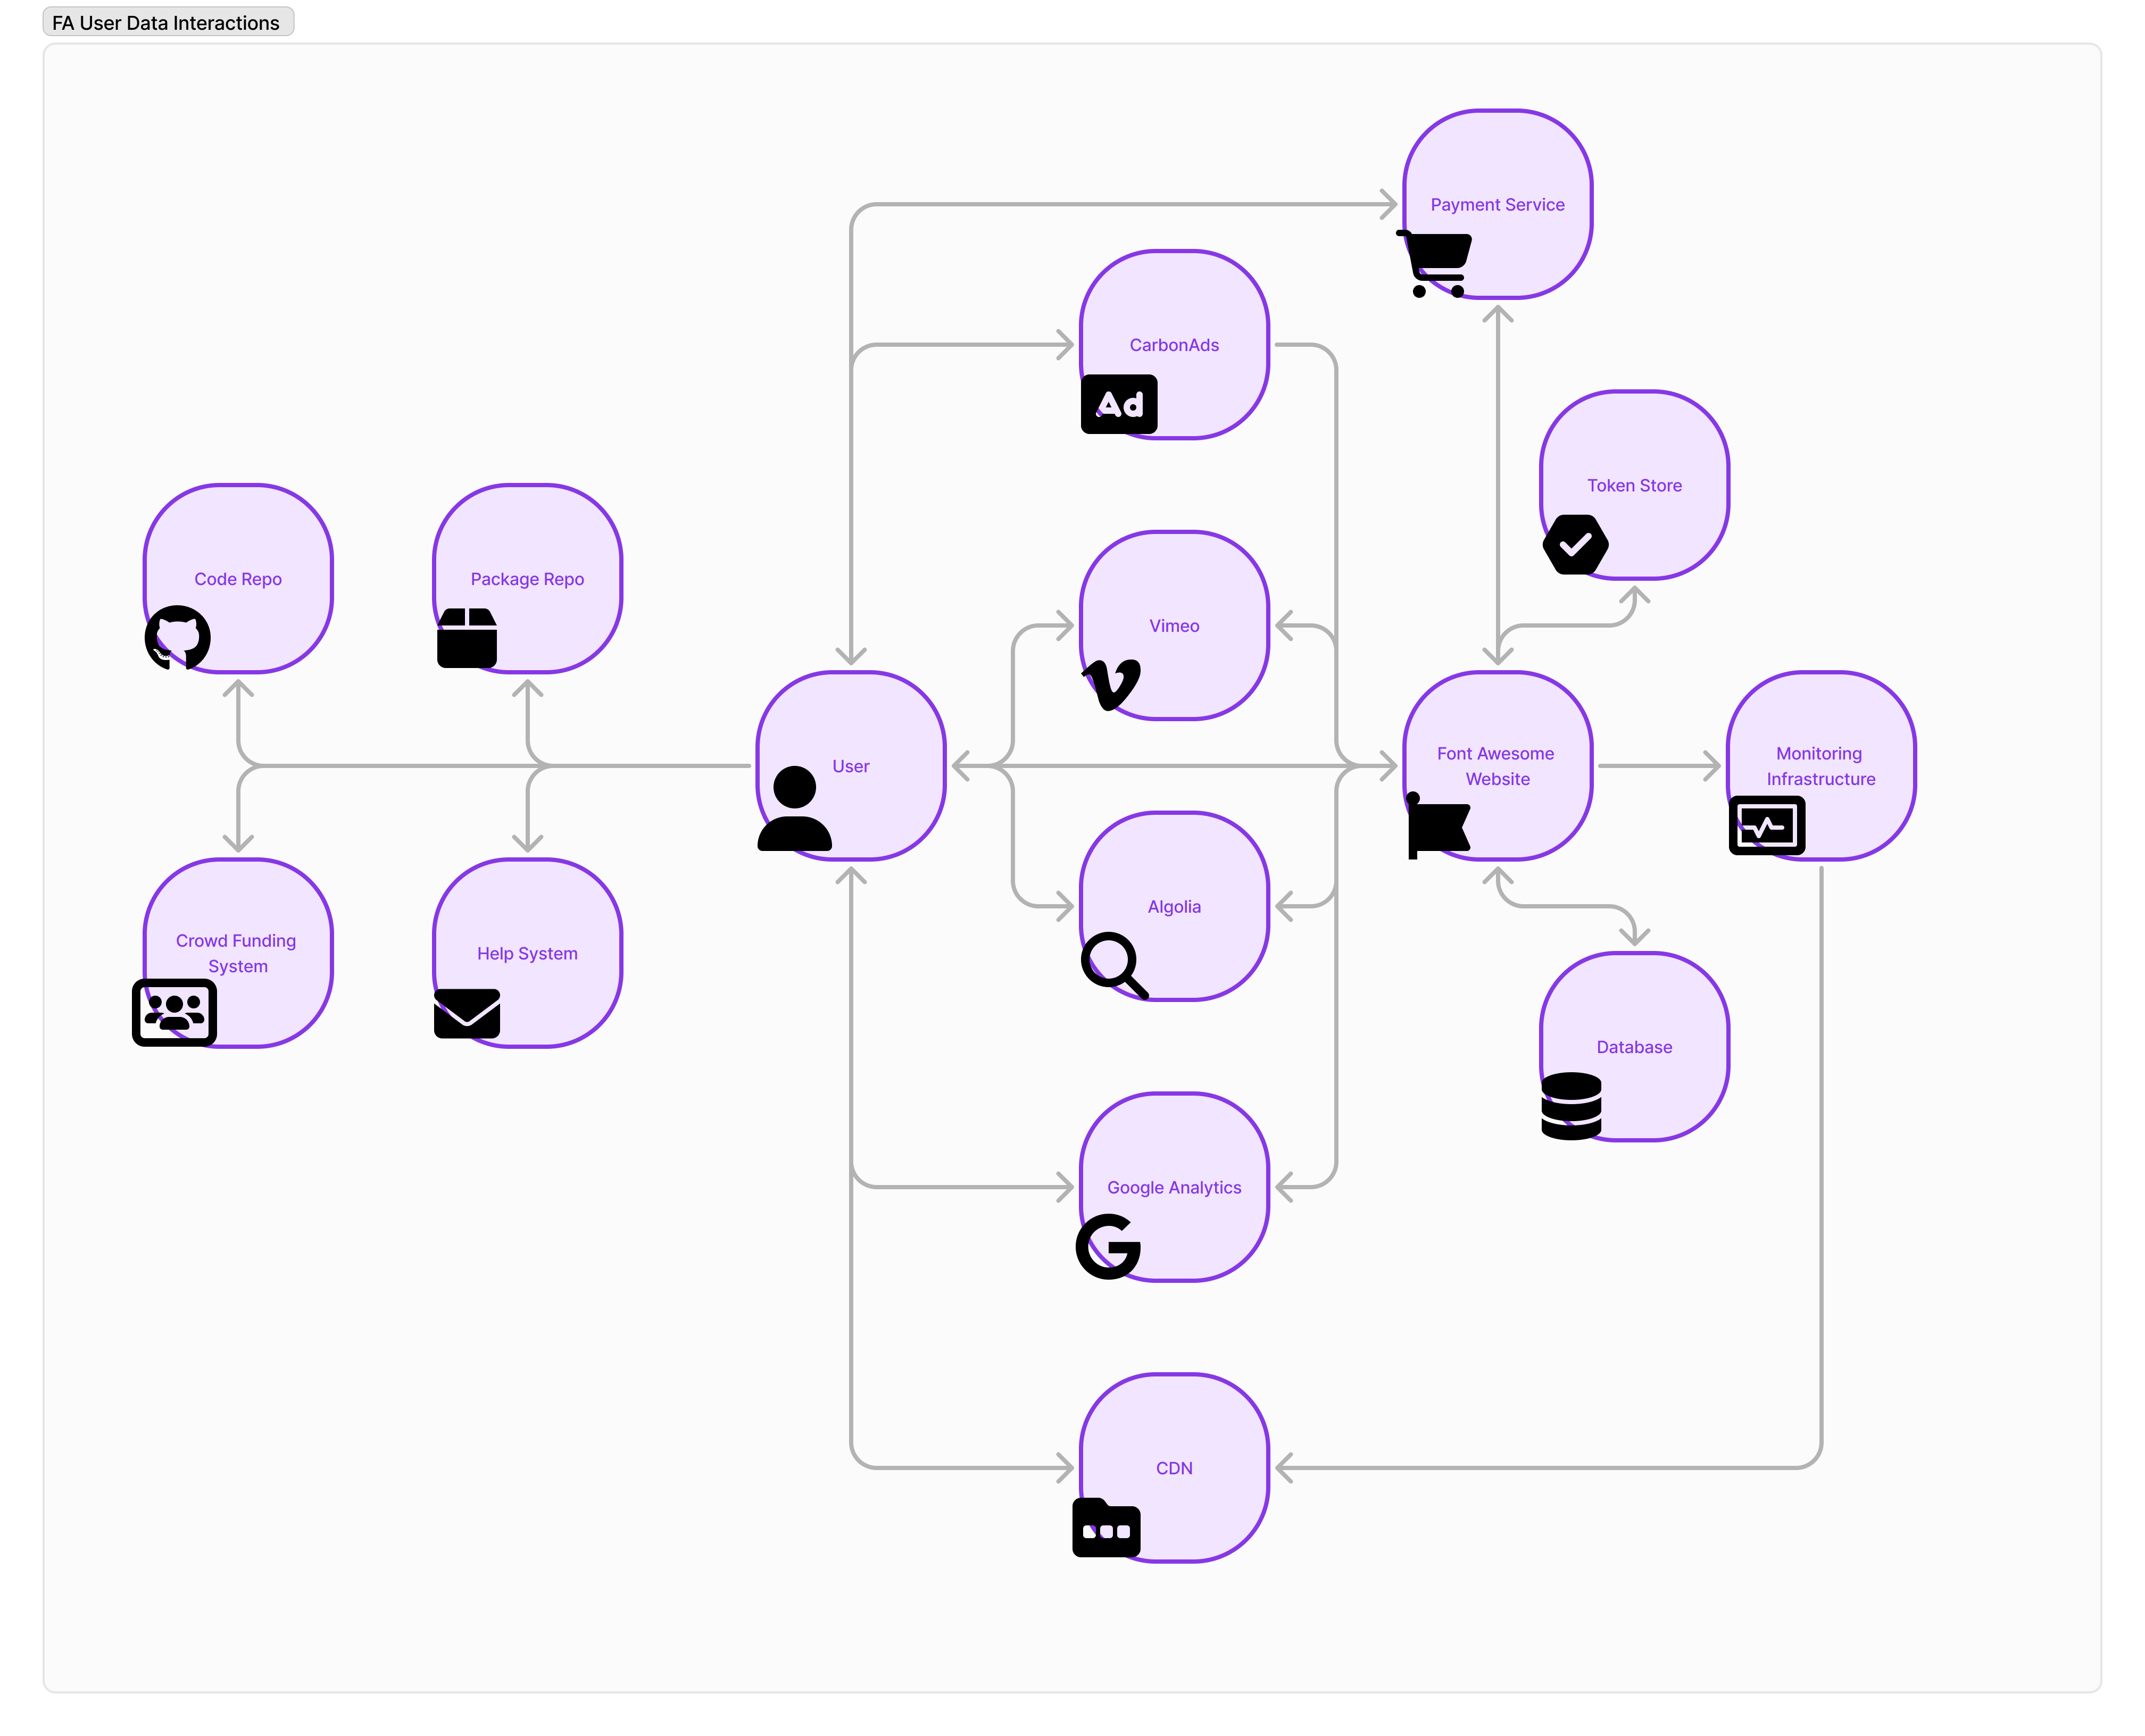 FA User Data Interactions
Payment Service
CarbonAds
Ad
Token Store
Code Repo
Package Repo
Vimeo
User
Font Awesome
Website
Monitoring
Infrastructure
Algolia
Crowd Funding
System
Help System
Database
Google Analytics
CDN